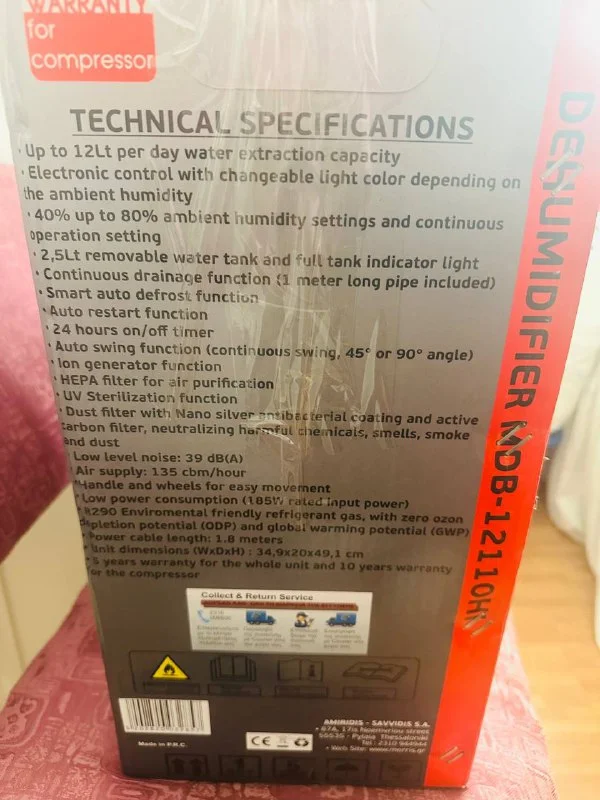 WARRANTY
for
compressor
TECHNICAL SPECIFICATIONS
· Up to 12Lt per day water extraction capacity
· Electronic control with changeable light color depending on
the ambient humidity
· 40% up to 80% ambient humidity settings and continuous
operation setting
· 2,5Lt removable water tank and full tank indicator light
· Continuous drainage function (1 meter long pipe included)
· Smart auto defrost function
· Auto restart function
· 24 hours on/off timer
· Auto swing function (continuous swing, 45° or 90° angle)
· Ion generator function
· HEPA filter for air purification
· UV Sterilization function
· Dust filter with Nano silver antibacterial coating and active
carbon filter, neutralizing harmful chemicals, smells, smoke
and dust
· Low level noise: 39 dB(A)
· Air supply: 135 cbm/hour
· Handle and wheels for easy movement
· Low power consumption (185W rated input power)
· R290 Enviromental friendly refrigerant gas, with zero ozon
depletion potential (ODP) and global warming potential (GWP)
· Power cable length: 1.8 meters
· Unit dimensions (WxDxH) : 34,9x20x49,1 cm
· 5 years warranty for the whole unit and 10 years warranty
for the compressor
DEHUMIDIFIER MDB-12110HK
Collect & Return Service
Made in P.R.C.
CE
AMIRIDIS - SAVVIDIS S.A.
Pylaia Thessaloniki
Web Site: www.morris.gr